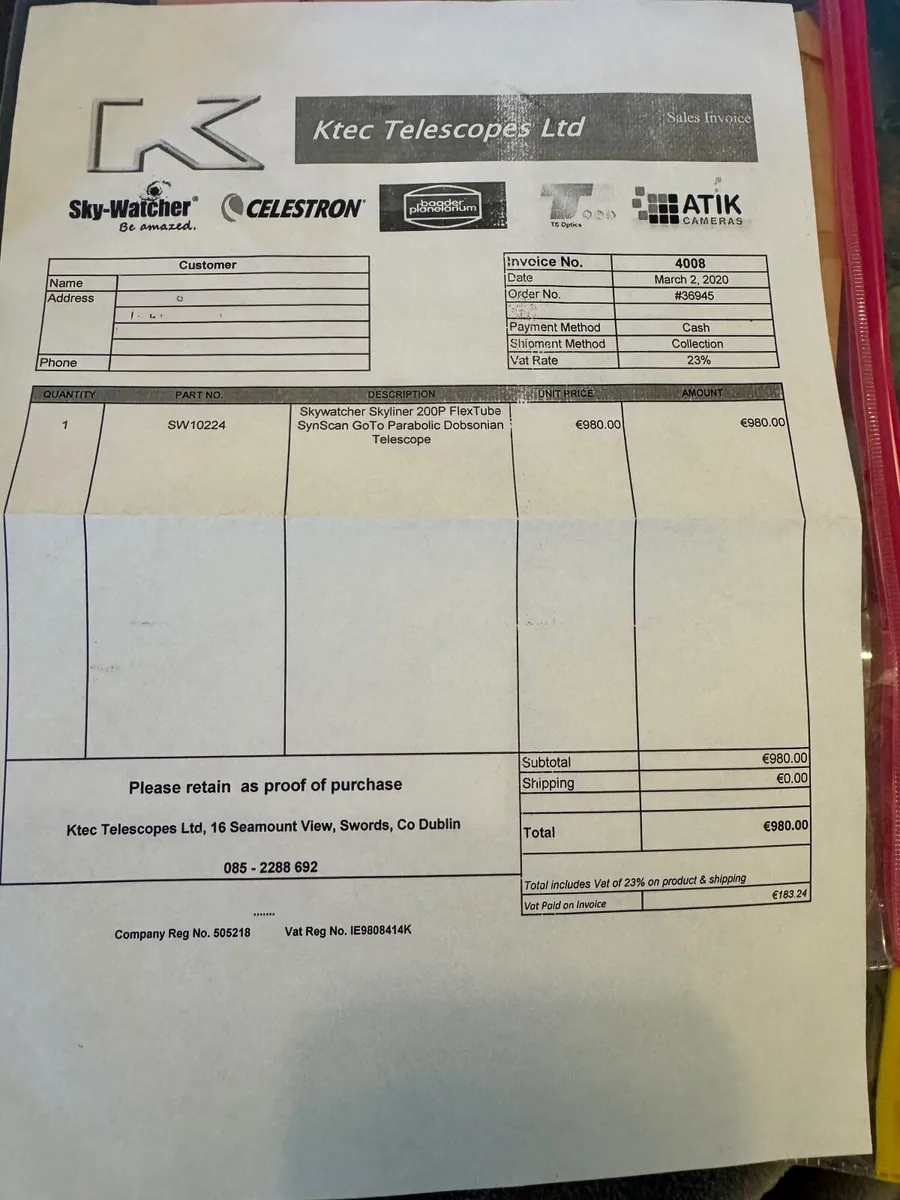 Ktec Telescopes Ltd
Sales Invoice
Sky-Watcher®
Be amazed.
CELESTRON®
baader planetarium
TS Optics
ATIK
CAMERAS
Customer
Name
Address
Phone
Invoice No. 4008
Date March 2, 2020
Order No. #36945
Payment Method Cash
Shipment Method Collection
Vat Rate 23%
QUANTITY PART NO. DESCRIPTION UNIT PRICE AMOUNT
Skywatcher Skyliner 200P FlexTube
1 SW10224 SynScan GoTo Parabolic Dobsonian €980.00 €980.00
Telescope
Subtotal €980.00
Shipping €0.00
Total €980.00
Total includes Vat of 23% on product & shipping
Vat Paid on Invoice €183.24
Please retain as proof of purchase
Ktec Telescopes Ltd, 16 Seamount View, Swords, Co Dublin
085 - 2288 692
Company Reg No. 505218 Vat Reg No. IE9808414K